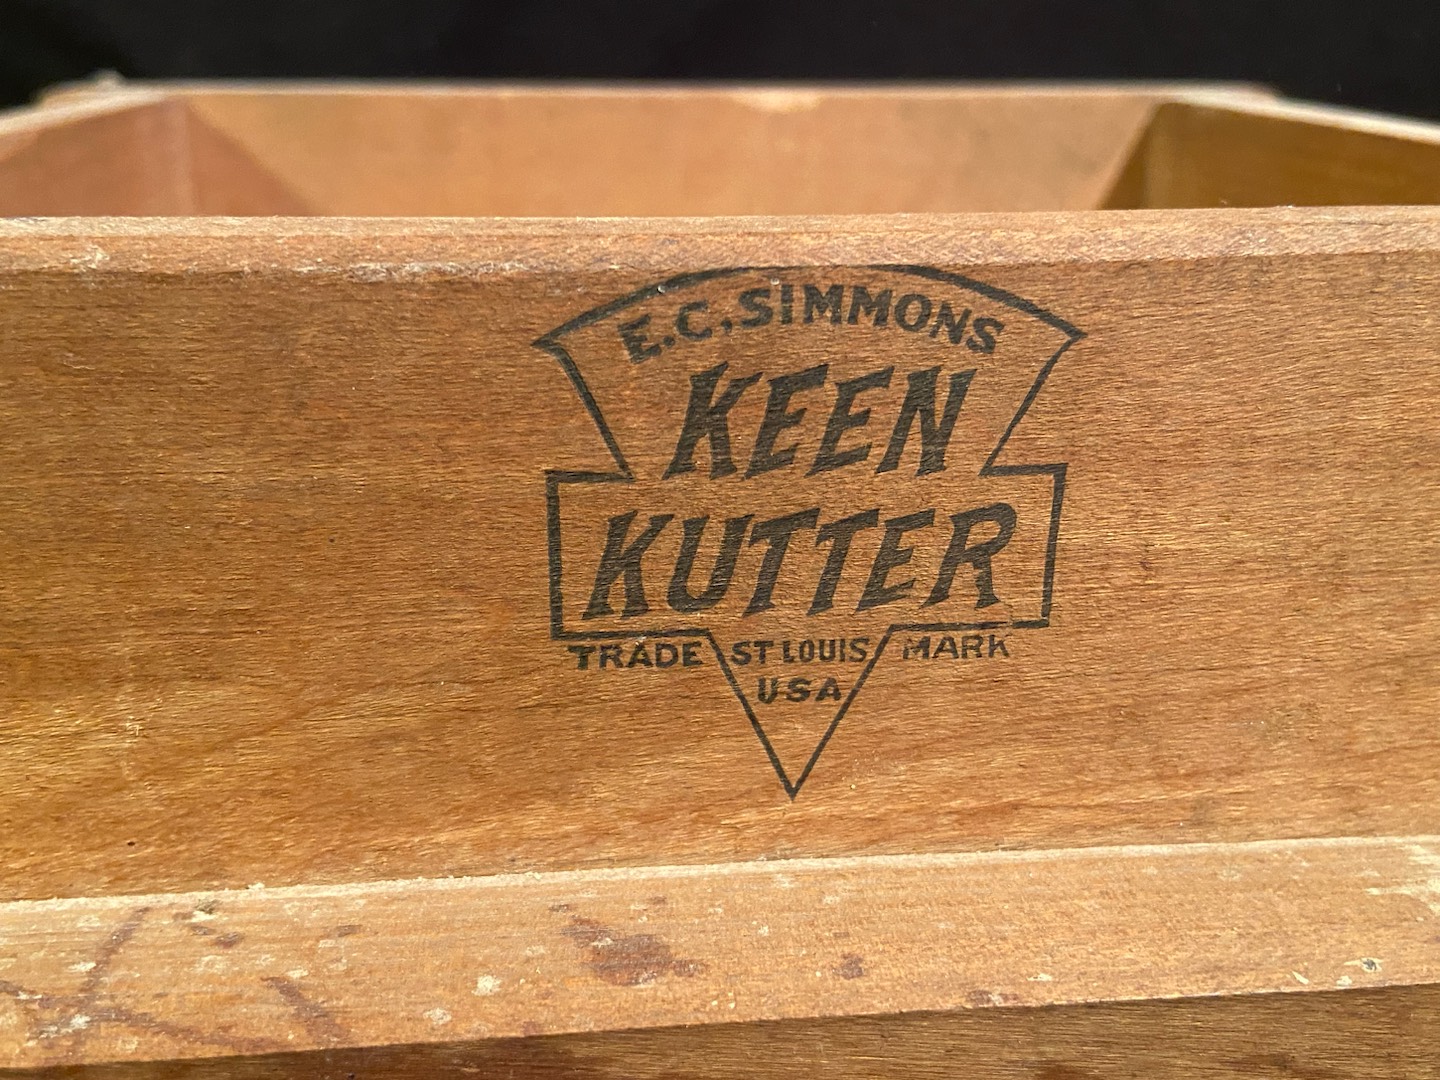 E.C.SIMMONS
KEEN
KUTTER
TRADE ST LOUIS MARK
USA